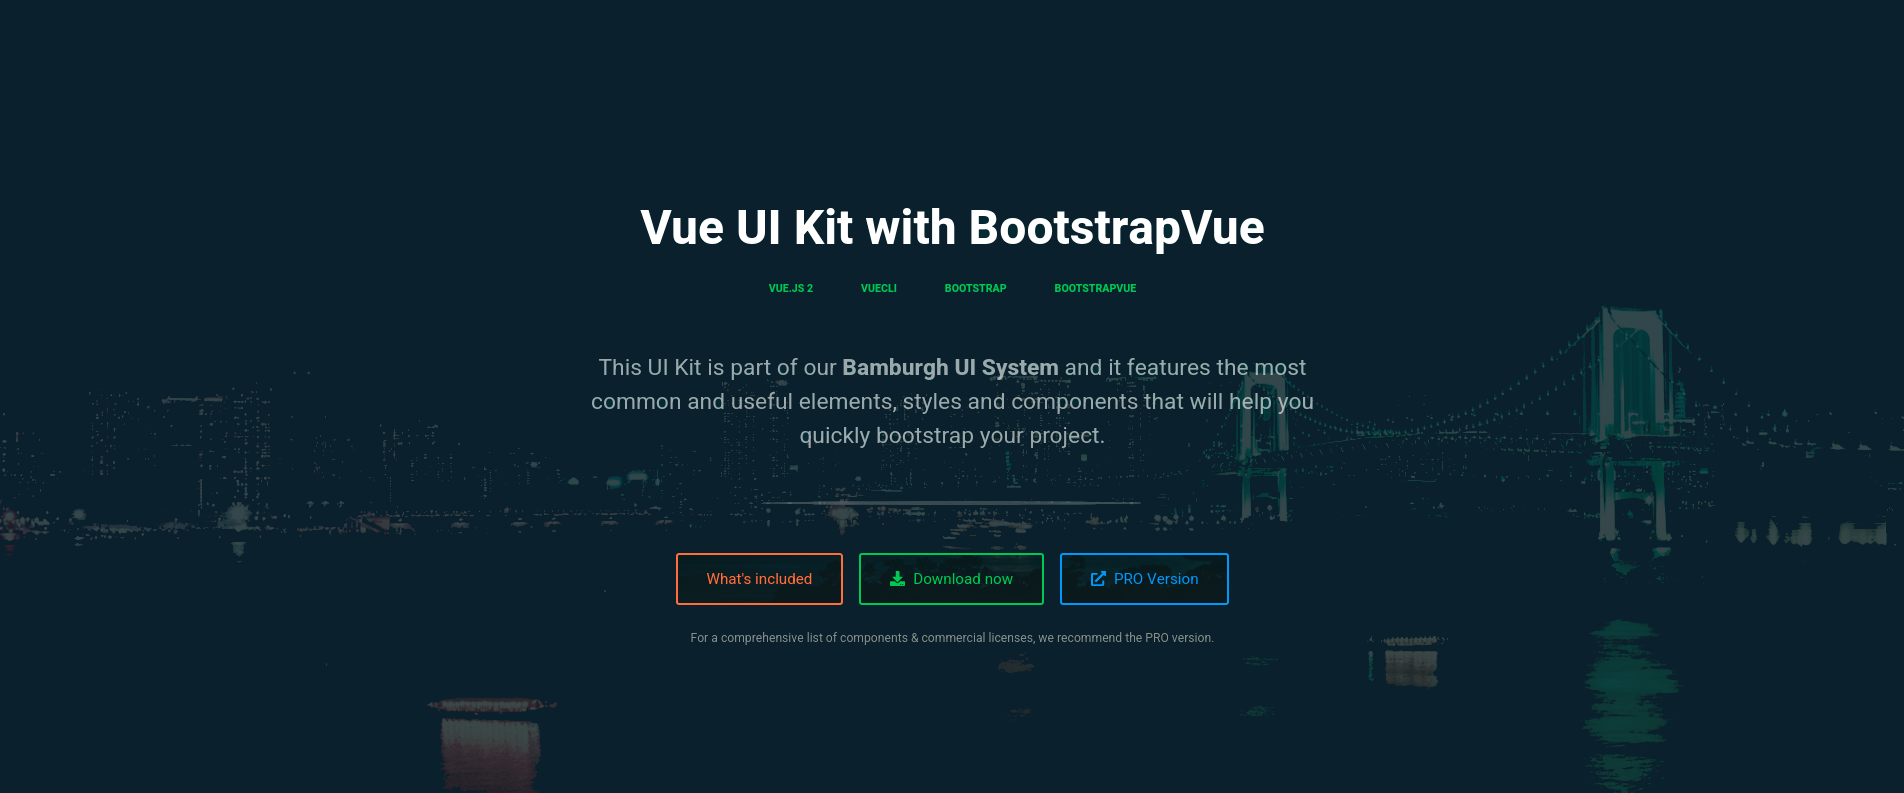 Vue UI Kit with BootstrapVue
VUE.JS 2 VUECLI BOOTSTRAP BOOTSTRAPVUE
This UI Kit is part of our Bamburgh UI System and it features the most
common and useful elements, styles and components that will help you
quickly bootstrap your project.
What's included Download now PRO Version
For a comprehensive list of components & commercial licenses, we recommend the PRO version.